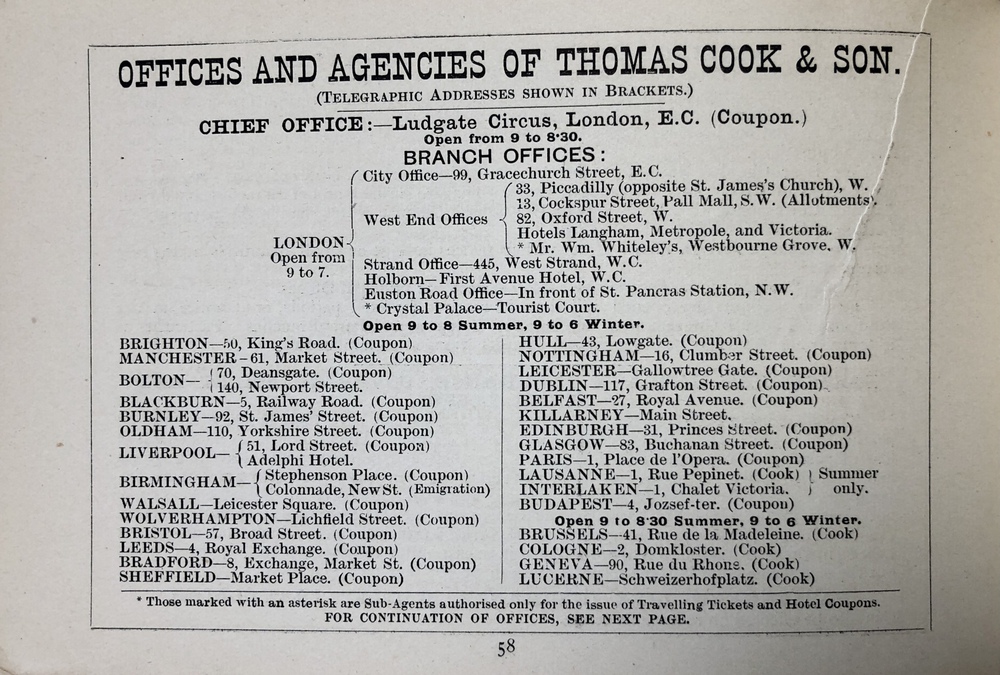 OFFICES AND AGENCIES OF THOMAS COOK & SON.
(TELEGRAPHIC ADDRESSES SHOWN IN BRACKETS.)
CHIEF OFFICE:—Ludgate Circus, London, E.C. (Coupon.)
Open from 9 to 8·30.
BRANCH OFFICES:
LONDON
Open from
9 to 7.
City Office—99, Gracechurch Street, E.C.
West End Offices
33, Piccadilly (opposite St. James's Church), W.
13, Cockspur Street, Pall Mall, S.W. (Allotments).
82, Oxford Street, W.
Hotels Langham, Metropole, and Victoria.
* Mr. Wm. Whiteley's, Westbourne Grove. W.
Strand Office—445, West Strand, W.C.
Holborn—First Avenue Hotel, W.C.
Euston Road Office—In front of St. Pancras Station, N.W.
* Crystal Palace—Tourist Court.
Open 9 to 8 Summer, 9 to 6 Winter.
BRIGHTON—50, King's Road. (Coupon)
MANCHESTER-61, Market Street. (Coupon)
BOLTON— { 70, Deansgate. (Coupon)
140, Newport Street.
BLACKBURN—5, Railway Road. (Coupon)
BURNLEY—92, St. James' Street. (Coupon)
OLDHAM—110, Yorkshire Street. (Coupon)
LIVERPOOL— { 51, Lord Street. (Coupon)
Adelphi Hotel.
BIRMINGHAM— { Stephenson Place. (Coupon)
Colonnade, New St. (Emigration)
WALSALL—Leicester Square. (Coupon)
WOLVERHAMPTON—Lichfield Street. (Coupon)
BRISTOL—57, Broad Street. (Coupon)
LEEDS—4, Royal Exchange. (Coupon)
BRADFORD—8, Exchange, Market St. (Coupon)
SHEFFIELD—Market Place. (Coupon)
HULL—43, Lowgate. (Coupon)
NOTTINGHAM—16, Clumber Street. (Coupon)
LEICESTER—Gallowtree Gate. (Coupon)
DUBLIN—117, Grafton Street. (Coupon)
BELFAST—27, Royal Avenue. (Coupon)
KILLARNEY—Main Street.
EDINBURGH—31, Princes Street. (Coupon)
GLASGOW—83, Buchanan Street. (Coupon)
PARIS—1, Place de l'Opera. (Coupon)
LAUSANNE—1, Rue Pepinet. (Cook) } Summer
INTERLAKEN—1, Chalet Victoria. } only.
BUDAPEST—4, Jozsef-ter. (Coupon)
Open 9 to 8·30 Summer, 9 to 6 Winter.
BRUSSELS—41, Rue de la Madeleine. (Cook)
COLOGNE—2, Domkloster. (Cook)
GENEVA—90, Rue du Rhone. (Cook)
LUCERNE—Schweizerhofplatz. (Cook)
* Those marked with an asterisk are Sub-Agents authorised only for the issue of Travelling Tickets and Hotel Coupons.
FOR CONTINUATION OF OFFICES, SEE NEXT PAGE.
58